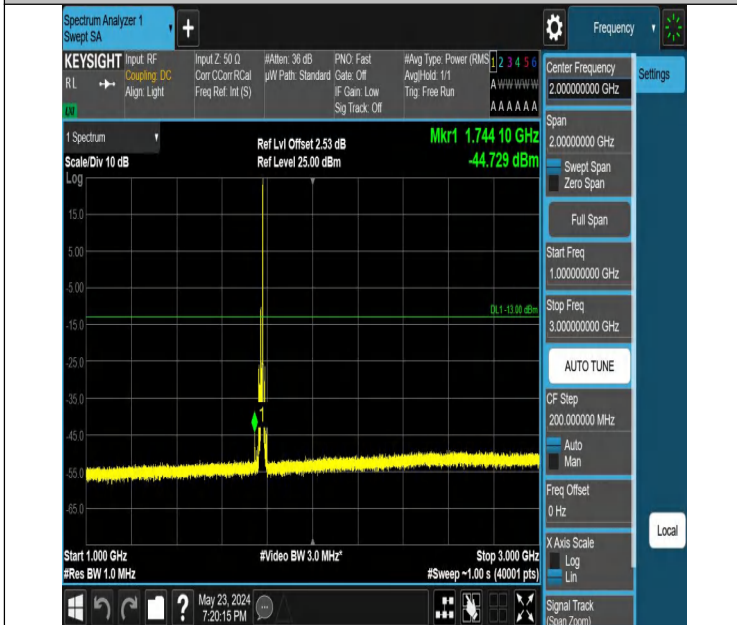 Spectrum Analyzer 1
Swept SA
+
Frequency
KEYSIGHT
RL
Input: RF
Coupling: DC
Align: Light
Input Z: 50 Ω
Corr CCorr RCal
Freq Ref: Int (S)
#Atten: 36 dB
µW Path: Standard
PNO: Fast
Gate: Off
IF Gain: Low
Sig Track: Off
#Avg Type: Power (RMS
Avg|Hold: 1/1
Trig: Free Run
1 2 3 4 5 6
A W W W W W
A A A A A A
1 Spectrum
Scale/Div 10 dB
Log
Ref Lvl Offset 2.53 dB
Ref Level 25.00 dBm
Mkr1 1.744 10 GHz
-44.729 dBm
15.0
5.00
-5.00
-15.0
-25.0
-35.0
-45.0
-55.0
-65.0
DL1 -13.00 dBm
1
Start 1.000 GHz
#Res BW 1.0 MHz
#Video BW 3.0 MHz*
Stop 3.000 GHz
#Sweep ~1.00 s (40001 pts)
Center Frequency
2.000000000 GHz
Settings
Span
2.00000000 GHz
Swept Span
Zero Span
Full Span
Start Freq
1.000000000 GHz
Stop Freq
3.000000000 GHz
AUTO TUNE
CF Step
200.000000 MHz
Auto
Man
Freq Offset
0 Hz
X Axis Scale
Log
Lin
Signal Track
(Span Zoom)
Local
?
May 23, 2024
7:20:15 PM